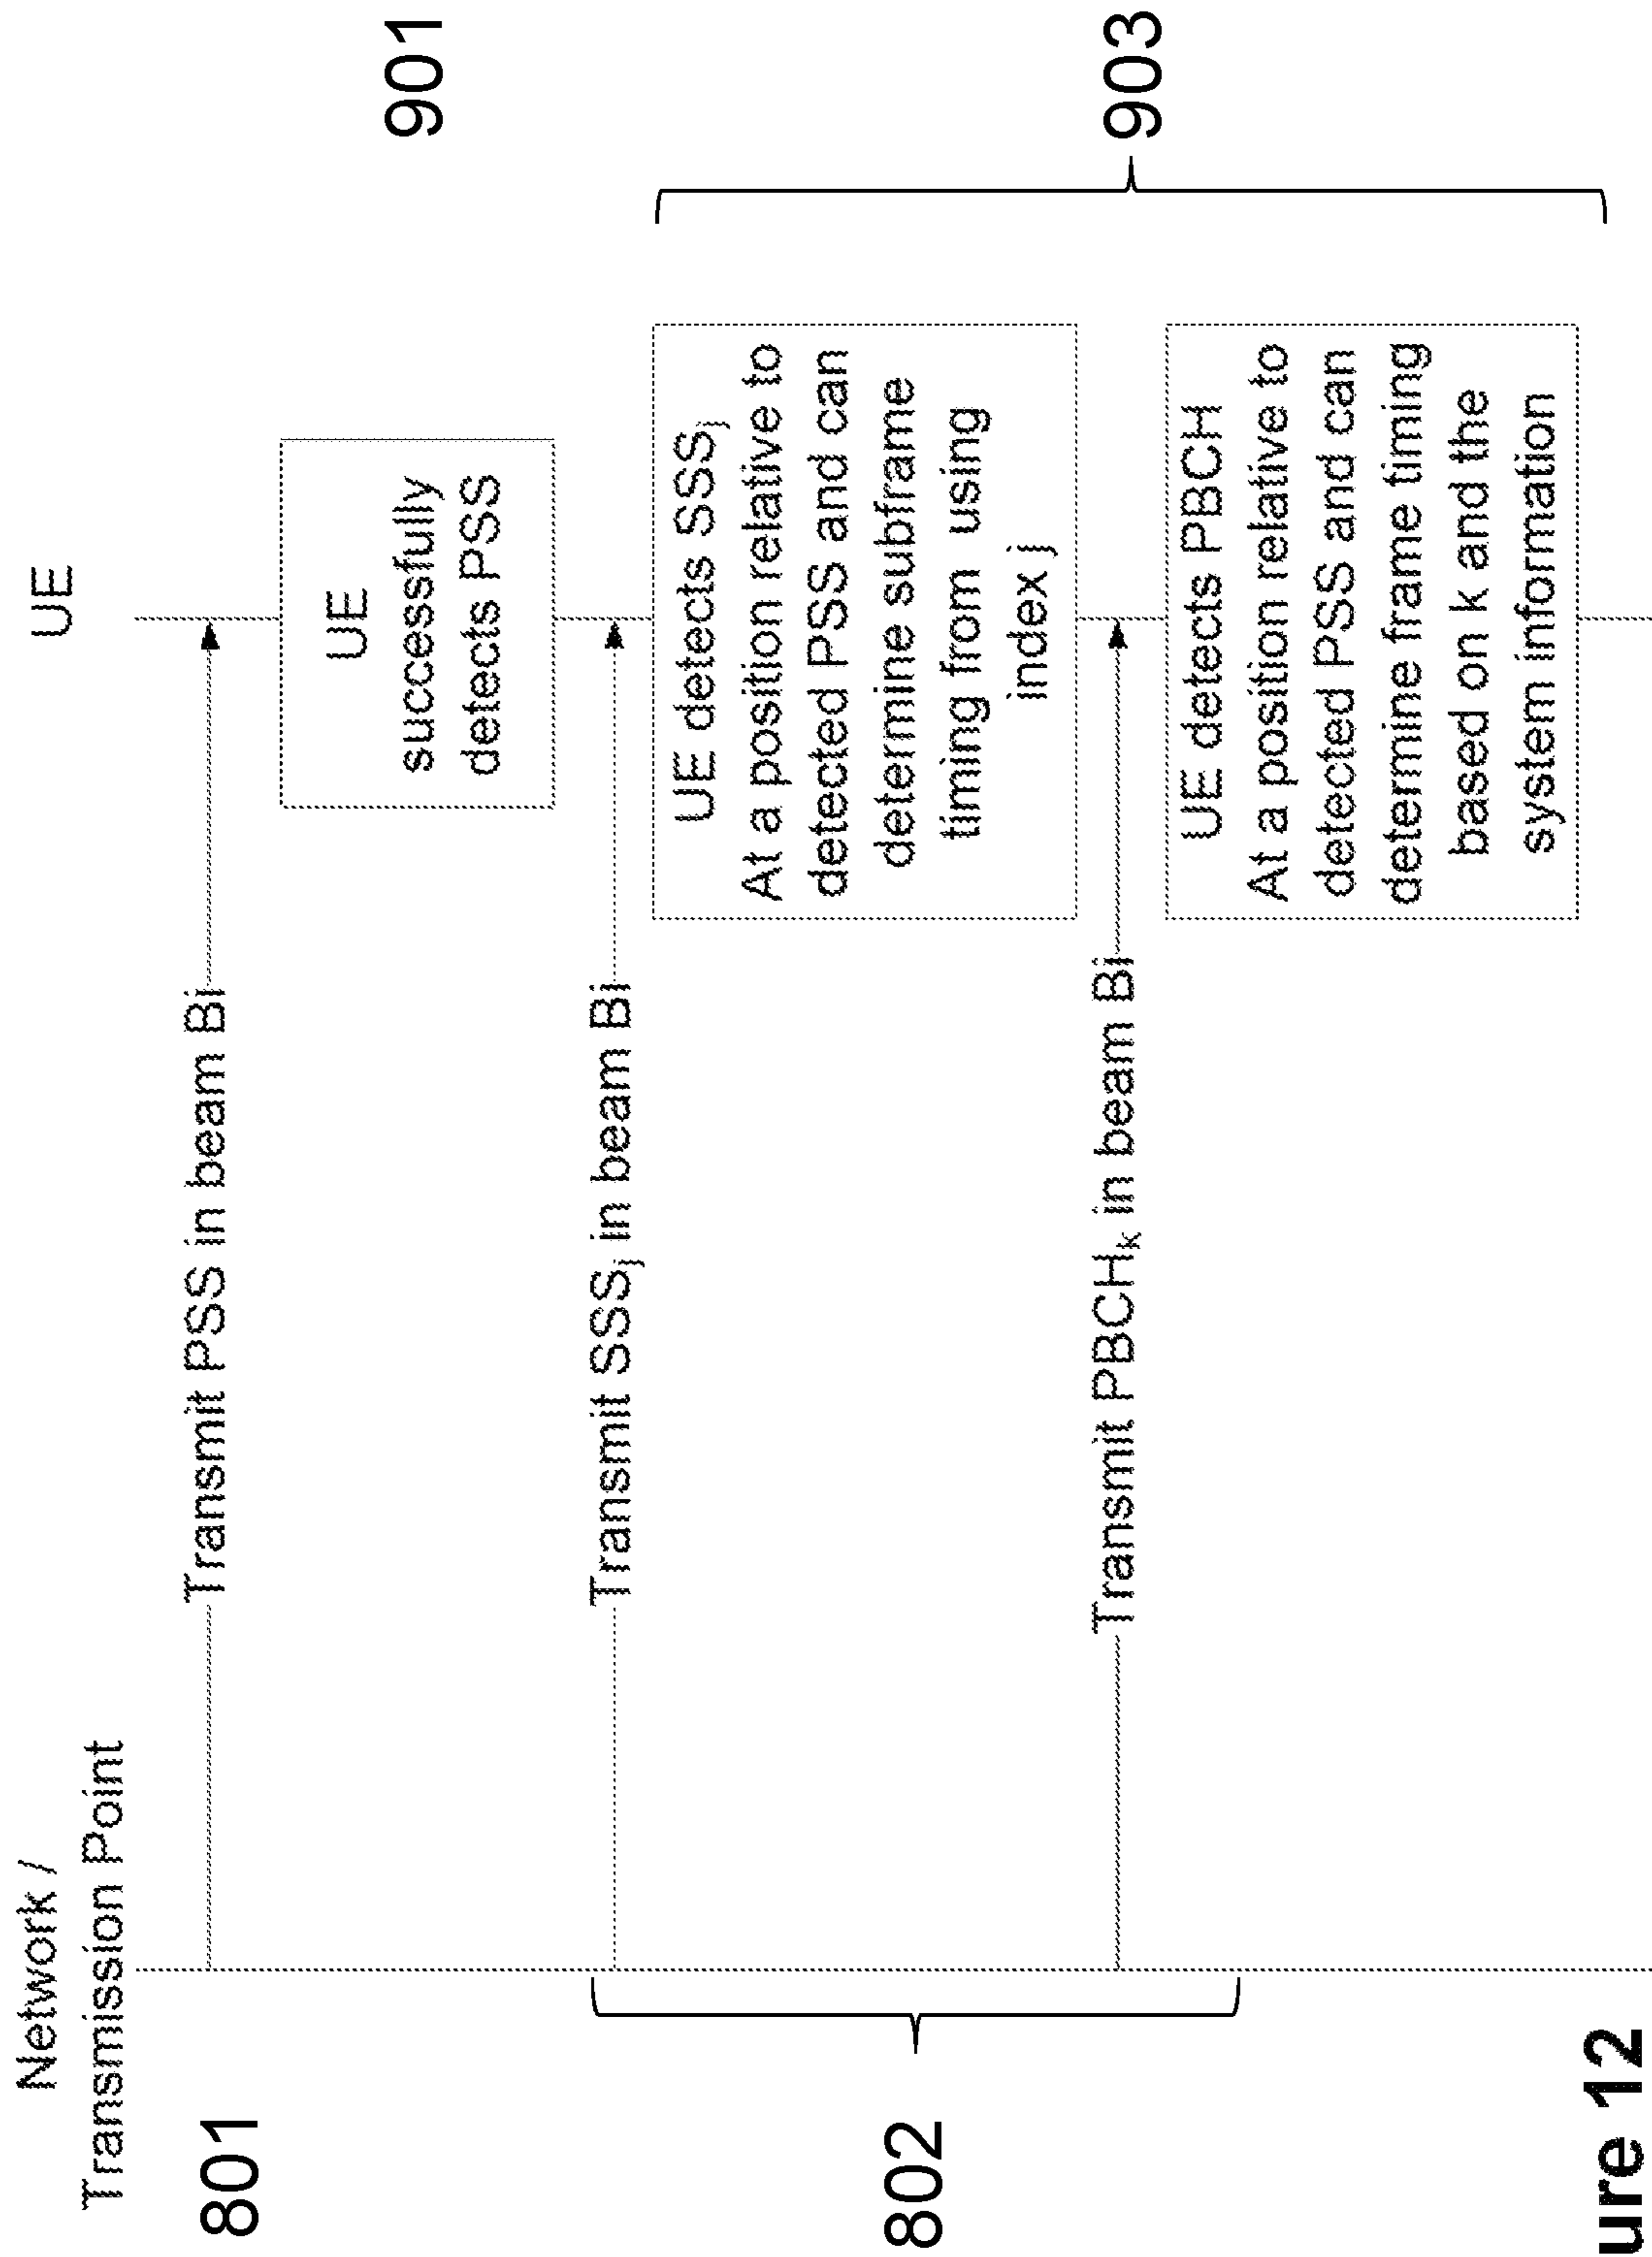 Network /
Transmission Point
UE
801
Transmit PSS in beam Bi
901
UE
successfully
detects PSS
802
Transmit SSSj in beam Bi
UE detects SSSj
At a position relative to
detected PSS and can
determine subframe
timing from using
index j
903
Transmit PBCHk in beam Bi
UE detects PBCH
At a position relative to
detected PSS and can
determine frame timing
based on k and the
system information
ure 12